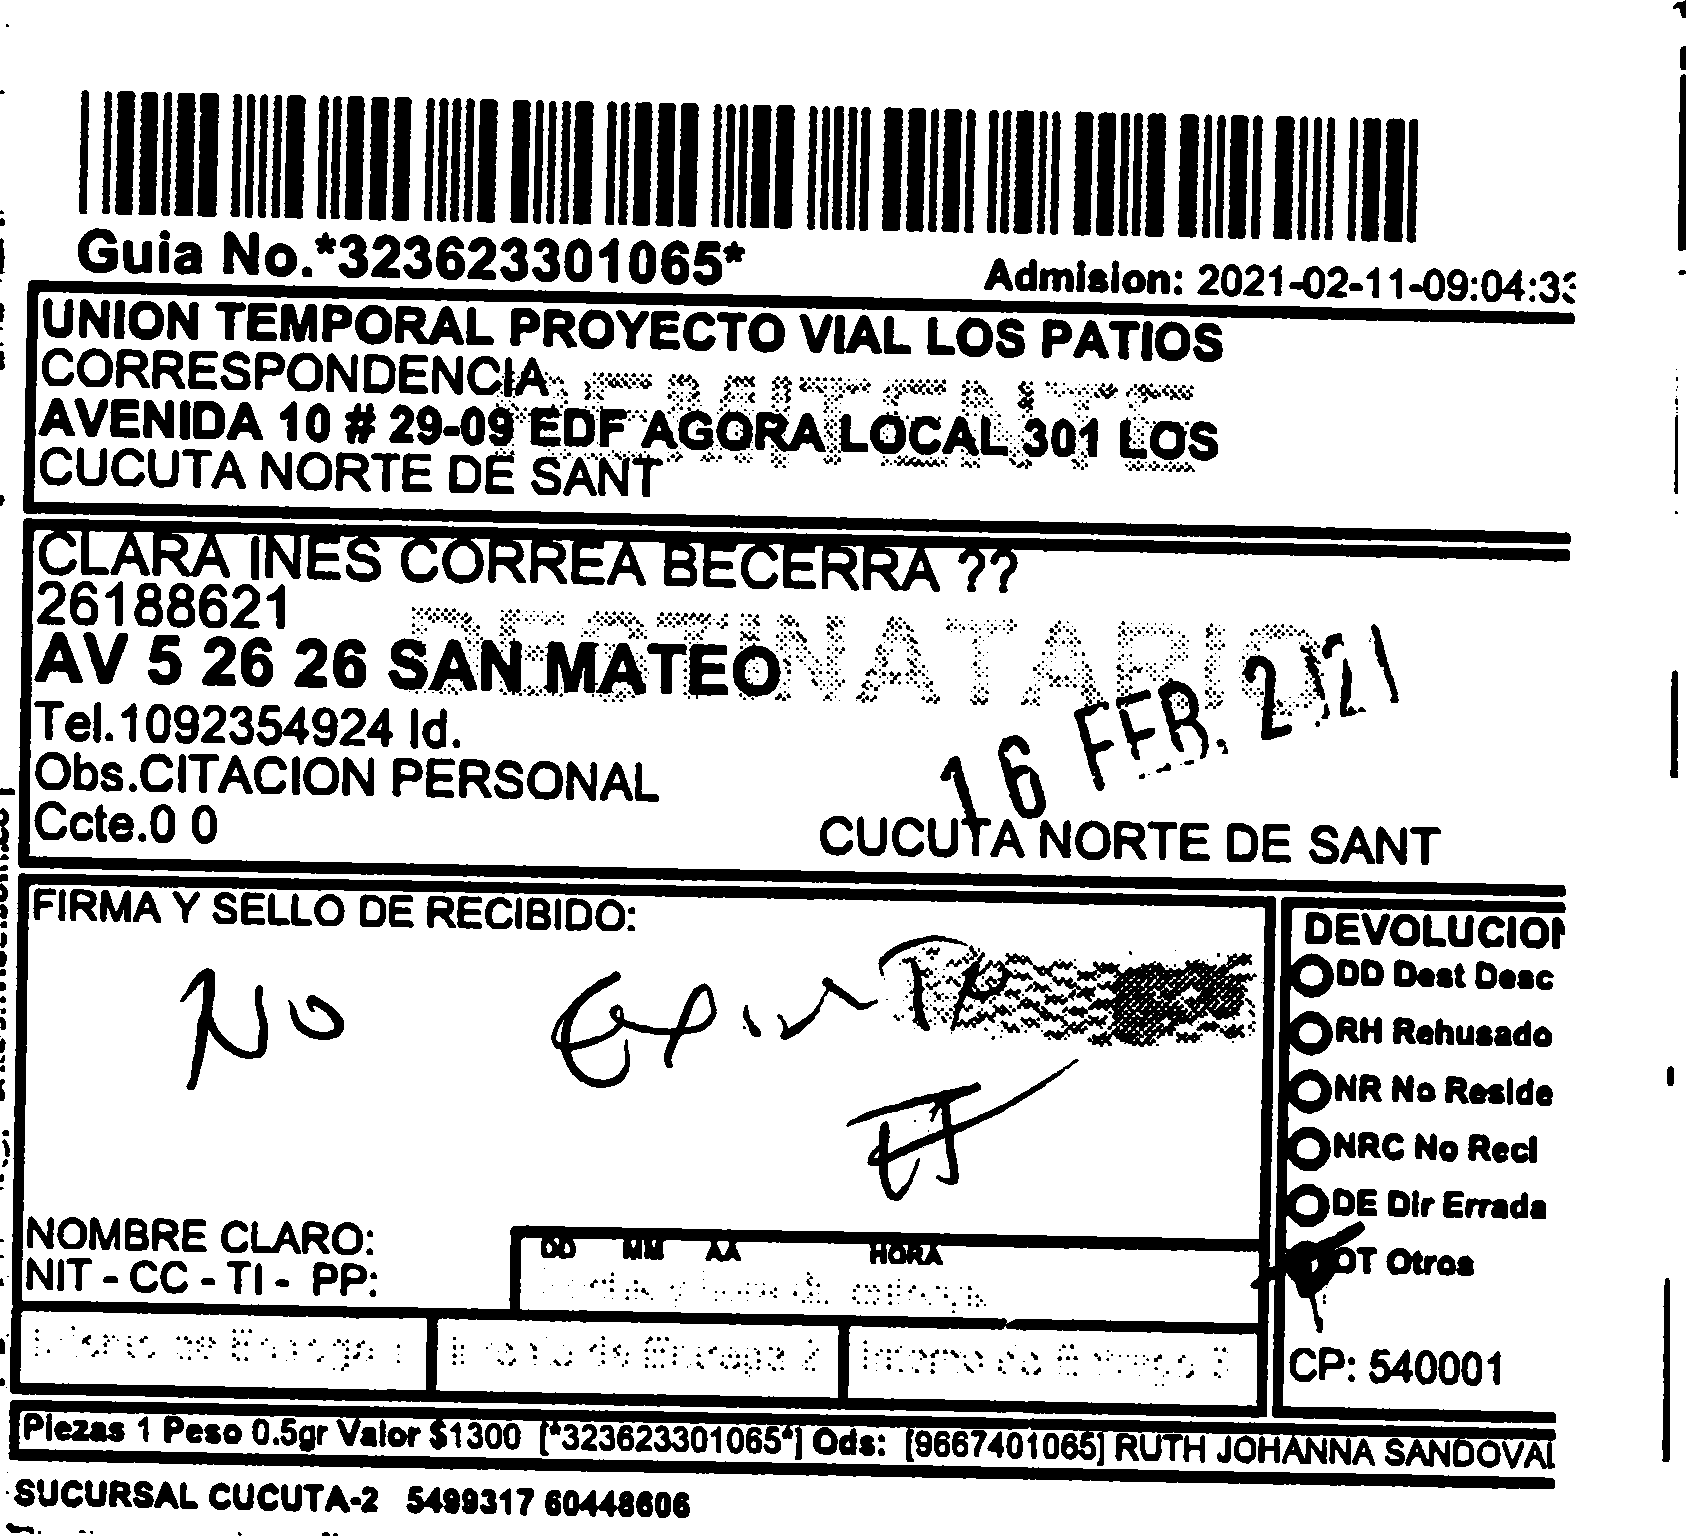 Guia No.*323623301065*
Admision: 2021-02-11-09:04:33
UNION TEMPORAL PROYECTO VIAL LOS PATIOS
CORRESPONDENCIA
REMITENTE
AVENIDA 10 # 29-09 EDF AGORA LOCAL 301 LOS
CUCUTA NORTE DE SANT
CLARA INES CORREA BECERRA ??
26188621
DESTINATARIO
AV 5 26 26 SAN MATEO
Tel.1092354924 Id.
16 FEB. 2021
Obs.CITACION PERSONAL
Ccte.0 0
CUCUTA NORTE DE SANT
FIRMA Y SELLO DE RECIBIDO:
No
DEVOLUCION
DD Dest Desc
RH Rehusado
NR No Reside
NRC No Recl
DE Dir Errada
OT Otros
NOMBRE CLARO:
NIT - CC - TI - PP:
DD MM AA HORA
CP: 540001
Piezas 1 Peso 0.5gr Valor $1300 [*323623301065*] Ods: [9667401065] RUTH JOHANNA SANDOVAL
SUCURSAL CUCUTA-2 5499317 60448606